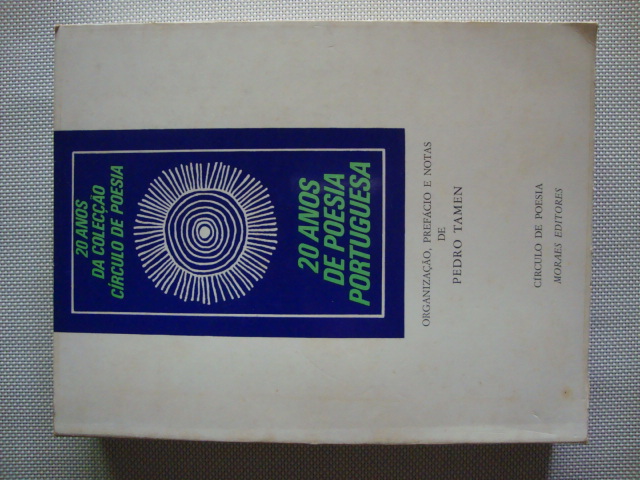 20 ANOS
DA COLECÇÃO
CÍRCULO DE POESIA
20 ANOS
DE POESIA
PORTUGUESA
ORGANIZAÇÃO, PREFÁCIO E NOTAS
DE
PEDRO TAMEN
CÍRCULO DE POESIA
MORAES EDITORES